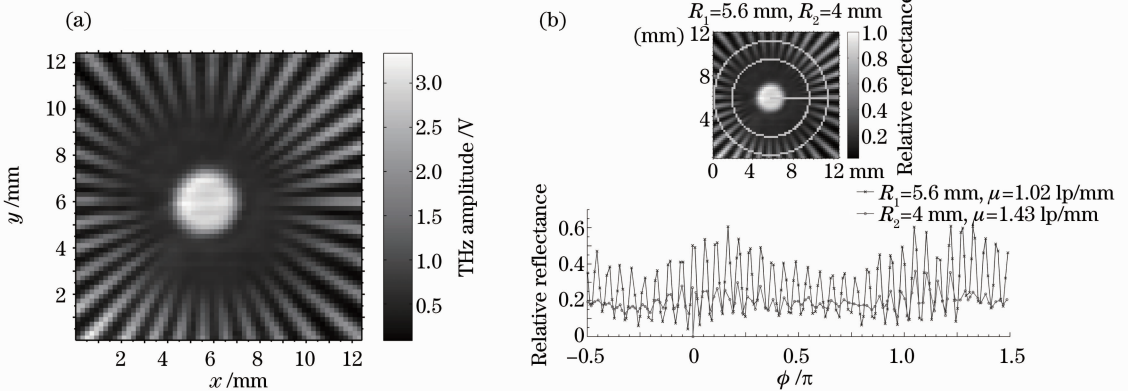 (a)
12
10
8
6
4
2
y /mm
2 4 6 8 10 12
x /mm
3.0
2.5
2.0
1.5
1.0
0.5
THz amplitude /V
(b)
R₁=5.6 mm, R₂=4 mm
(mm) 12
8
4
0 4 8 12 mm
1.0
0.8
0.6
0.4
0.2
Relative reflectance
R₁=5.6 mm, μ=1.02 lp/mm
R₂=4 mm, μ=1.43 lp/mm
Relative reflectance
0.6
0.4
0.2
0
−0.5 0 0.5 1.0 1.5
ϕ /π